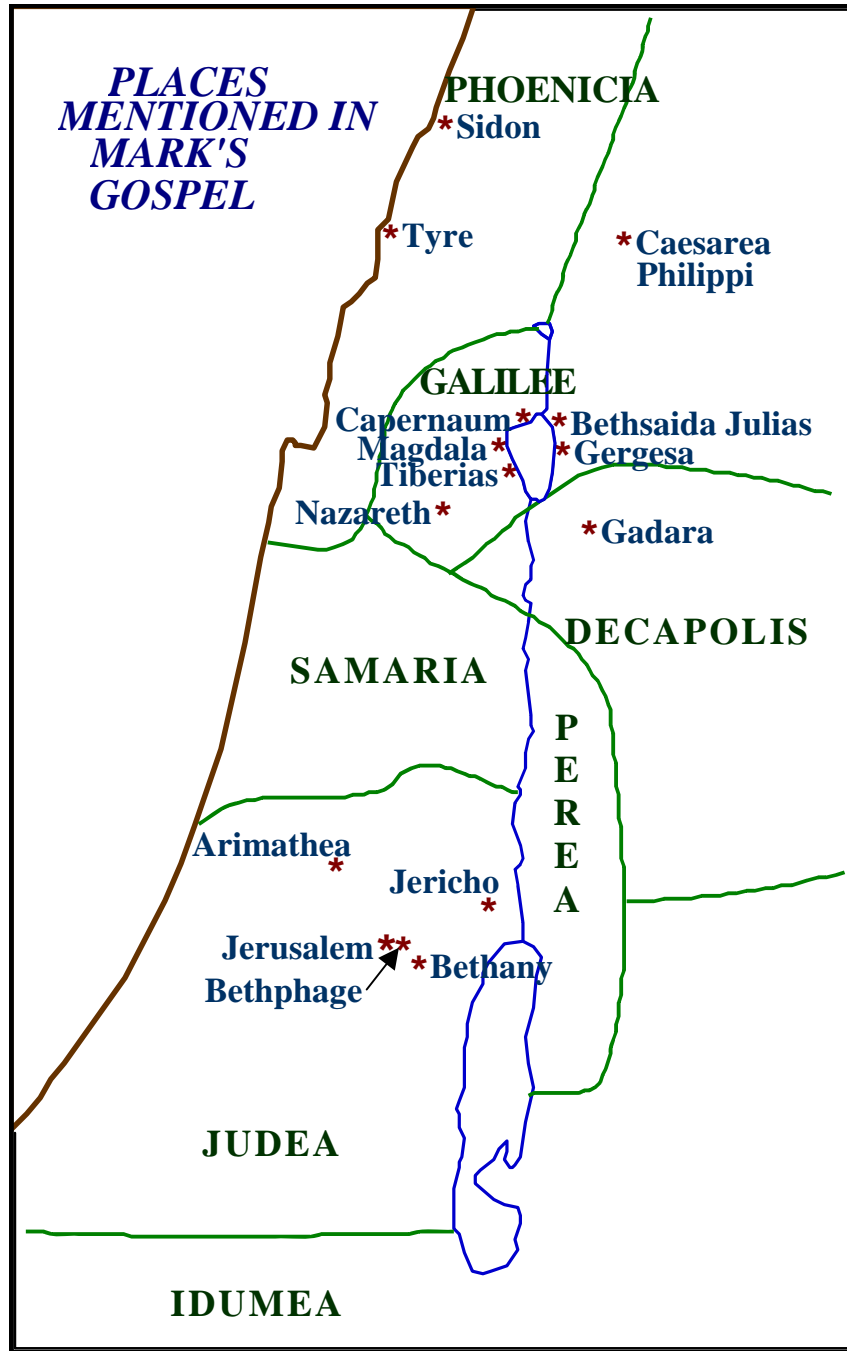 PLACES
MENTIONED IN
MARK'S
GOSPEL
PHOENICIA
*Sidon
*Tyre
*Caesarea
Philippi
GALILEE
Capernaum*
*Bethsaida Julias
Magdala*
*Gergesa
Tiberias*
Nazareth*
*Gadara
DECAPOLIS
SAMARIA
P
E
R
E
A
Arimathea
*
Jericho
*
Jerusalem**
*Bethany
Bethphage
JUDEA
IDUMEA